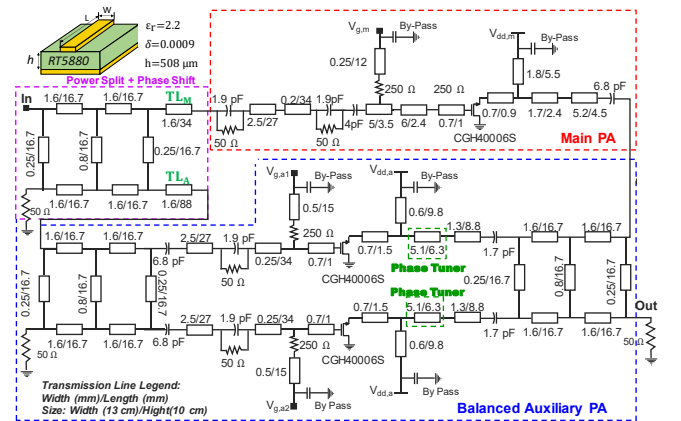 L
W
εr=2.2
δ=0.0009
h=508 μm
h
RT5880
Power Split + Phase Shift
In
1.6/16.7
1.6/16.7
TLM
1.6/34
0.25/16.7
0.8/16.7
0.25/16.7
TLA
1.6/16.7
1.6/16.7
1.6/88
50 Ω
Vg,m
By-Pass
0.25/12
250 Ω
250 Ω
Vdd,m
By-Pass
1.8/5.5
6.8 pF
1.9 pF
0.2/34
1.9pF
2.5/27
4pF
5/3.5
6/2.4
0.7/1
0.7/0.9
1.7/2.4
5.2/4.5
50 Ω
50 Ω
CGH40006S
Main PA
Vg,a1
By-Pass
0.5/15
250 Ω
Vdd,a
By-Pass
0.6/9.8
1.6/16.7
1.6/16.7
6.8 pF
2.5/27
1.9 pF
50 Ω
0.25/34
0.7/1
CGH40006S
0.7/1.5
5.1/6.3
1.3/8.8
1.7 pF
1.6/16.7
1.6/16.7
Phase Tuner
0.25/16.7
0.8/16.7
0.25/16.7
Phase Tuner
0.25/16.7
0.8/16.7
0.25/16.7
Out
50 Ω
1.6/16.7
1.6/16.7
6.8 pF
2.5/27
1.9 pF
50 Ω
0.25/34
0.7/1
250 Ω
CGH40006S
0.7/1.5
5.1/6.3
1.3/8.8
1.7 pF
1.6/16.7
1.6/16.7
50 Ω
0.5/15
0.6/9.8
Vg,a2
By Pass
Vdd,a
By Pass
Transmission Line Legend:
Width (mm)/Length (mm)
Size: Width (13 cm)/Hight(10 cm)
Balanced Auxiliary PA